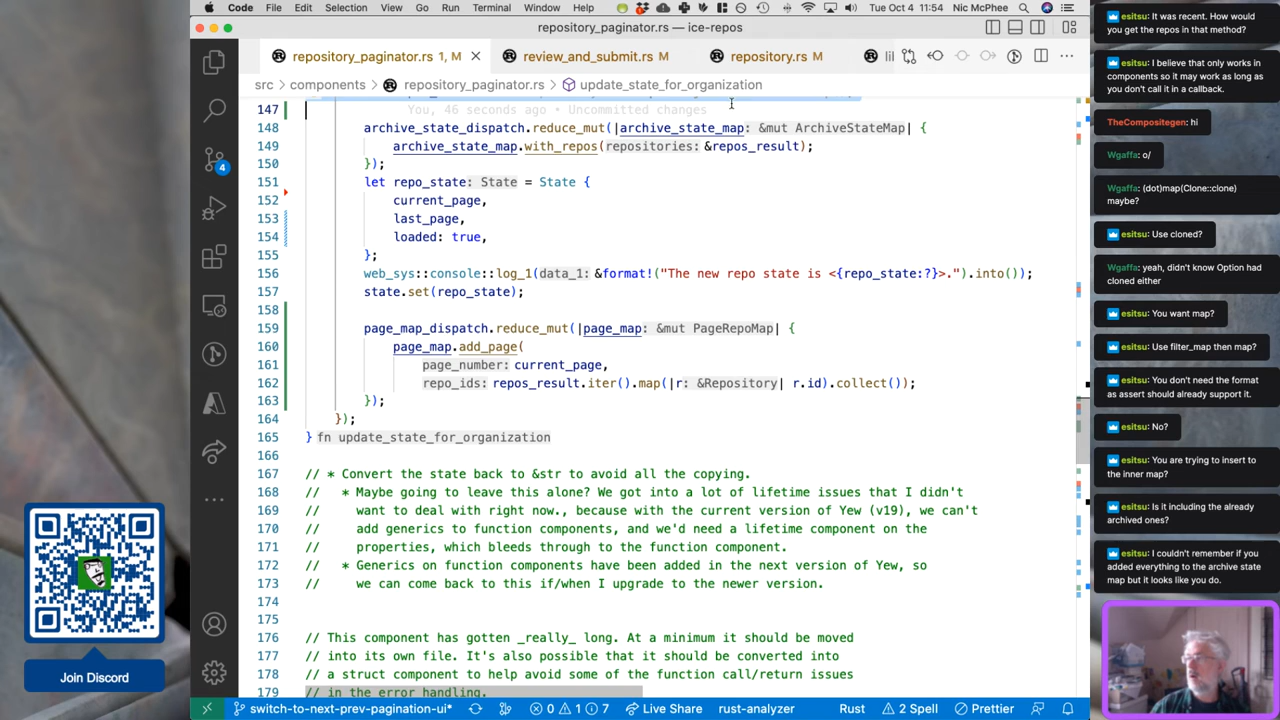 Code File Edit Selection View Go Run Terminal Window Help Tue Oct 4 11:54 Nic McPhee
repository_paginator.rs — ice-repos
repository_paginator.rs 1, M review_and_submit.rs M repository.rs M lil
src > components > repository_paginator.rs > update_state_for_organization
147 You, 46 seconds ago • Uncommitted changes
148 archive_state_dispatch.reduce_mut(|archive_state_map: &mut ArchiveStateMap| {
149 archive_state_map.with_repos(repositories: &repos_result);
150 });
151 let repo_state: State = State {
152 current_page,
153 last_page,
154 loaded: true,
155 };
156 web_sys::console::log_1(data_1: &format!("The new repo state is <{repo_state:?}>.").into());
157 state.set(repo_state);
158
159 page_map_dispatch.reduce_mut(|page_map: &mut PageRepoMap| {
160 page_map.add_page(
161 page_number: current_page,
162 repo_ids: repos_result.iter().map(|r: &Repository| r.id).collect());
163 });
164 });
165 } fn update_state_for_organization
166
167 // * Convert the state back to &str to avoid all the copying.
168 // * Maybe going to leave this alone? We got into a lot of lifetime issues that I didn't
169 // want to deal with right now., because with the current version of Yew (v19), we can't
170 // add generics to function components, and we'd need a lifetime component on the
171 // properties, which bleeds through to the function component.
172 // * Generics on function components have been added in the next version of Yew, so
173 // we can come back to this if/when I upgrade to the newer version.
174
175
176 // This component has gotten _really_ long. At a minimum it should be moved
177 // into its own file. It's also possible that it should be converted into
178 // a struct component to help avoid some of the function call/return issues
179 // in the error handling.
4
switch-to-next-prev-pagination-ui* 0 1 7 Live Share rust-analyzer Rust 2 Spell Prettier
Join Discord
esitsu: It was recent. How would
you get the repos in that method?
esitsu: I believe that only works in
components so it may work as long as
you don't call it in a callback.
TheCompositegen: hi
Wgaffa: o/
Wgaffa: (dot)map(Clone::clone)
maybe?
esitsu: Use cloned?
Wgaffa: yeah, didn't know Option had
cloned either
esitsu: You want map?
esitsu: Use filter_map then map?
esitsu: You don't need the format
as assert should already support it.
esitsu: No?
esitsu: You are trying to insert to
the inner map?
esitsu: Is it including the already
archived ones?
esitsu: I couldn't remember if you
added everything to the archive state
map but it looks like you do.